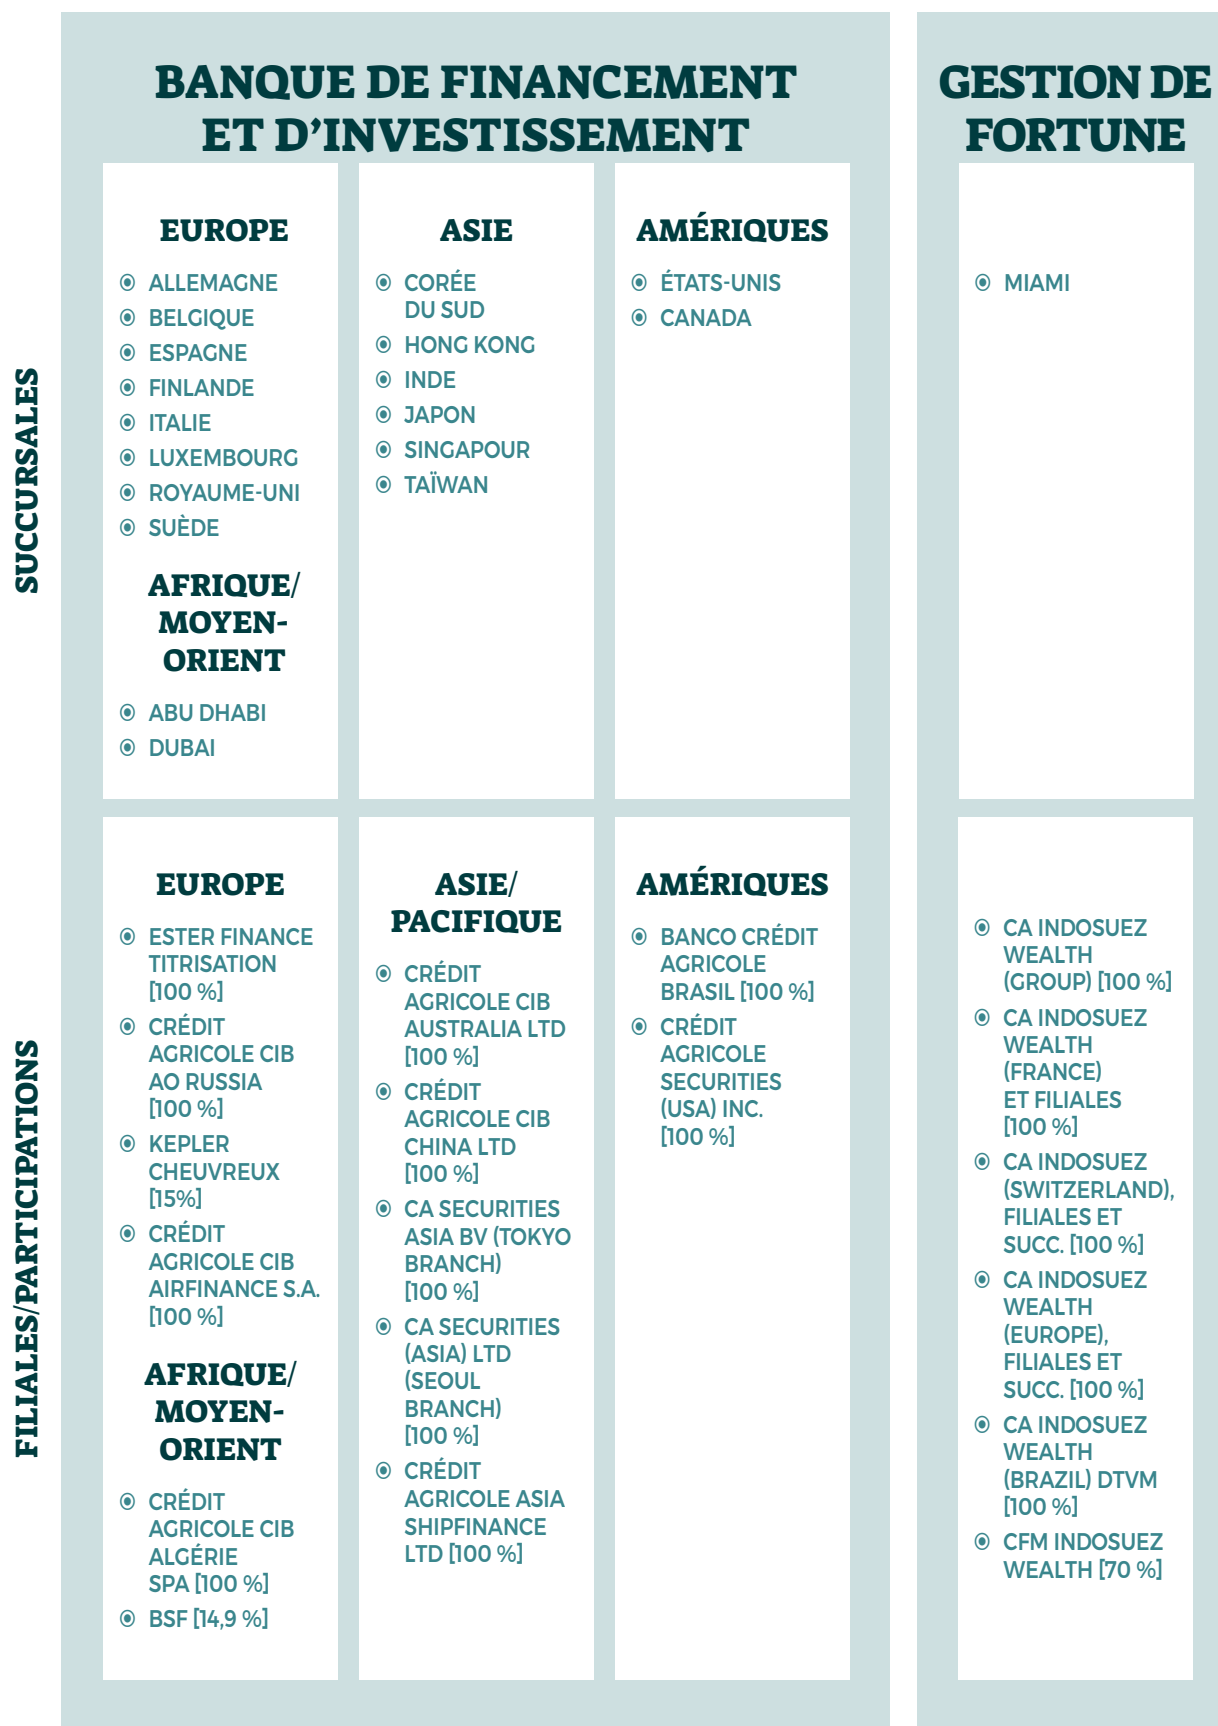 BANQUE DE FINANCEMENT
ET D'INVESTISSEMENT
SUCCURSALES
EUROPE
ALLEMAGNE
BELGIQUE
ESPAGNE
FINLANDE
ITALIE
LUXEMBOURG
ROYAUME-UNI
SUÈDE
AFRIQUE/
MOYEN-
ORIENT
ABU DHABI
DUBAI
ASIE
CORÉE
DU SUD
HONG KONG
INDE
JAPON
SINGAPOUR
TAÏWAN
AMÉRIQUES
ÉTATS-UNIS
CANADA
FILIALES/PARTICIPATIONS
EUROPE
ESTER FINANCE
TITRISATION
[100 %]
CRÉDIT
AGRICOLE CIB
AO RUSSIA
[100 %]
KEPLER
CHEUVREUX
[15%]
CRÉDIT
AGRICOLE CIB
AIRFINANCE S.A.
[100 %]
AFRIQUE/
MOYEN-
ORIENT
CRÉDIT
AGRICOLE CIB
ALGÉRIE
SPA [100 %]
BSF [14,9 %]
ASIE/
PACIFIQUE
CRÉDIT
AGRICOLE CIB
AUSTRALIA LTD
[100 %]
CRÉDIT
AGRICOLE CIB
CHINA LTD
[100 %]
CA SECURITIES
ASIA BV (TOKYO
BRANCH)
[100 %]
CA SECURITIES
(ASIA) LTD
(SEOUL
BRANCH)
[100 %]
CRÉDIT
AGRICOLE ASIA
SHIPFINANCE
LTD [100 %]
AMÉRIQUES
BANCO CRÉDIT
AGRICOLE
BRASIL [100 %]
CRÉDIT
AGRICOLE
SECURITIES
(USA) INC.
[100 %]
GESTION DE
FORTUNE
MIAMI
CA INDOSUEZ
WEALTH
(GROUP) [100 %]
CA INDOSUEZ
WEALTH
(FRANCE)
ET FILIALES
[100 %]
CA INDOSUEZ
(SWITZERLAND),
FILIALES ET
SUCC. [100 %]
CA INDOSUEZ
WEALTH
(EUROPE),
FILIALES ET
SUCC. [100 %]
CA INDOSUEZ
WEALTH
(BRAZIL) DTVM
[100 %]
CFM INDOSUEZ
WEALTH [70 %]